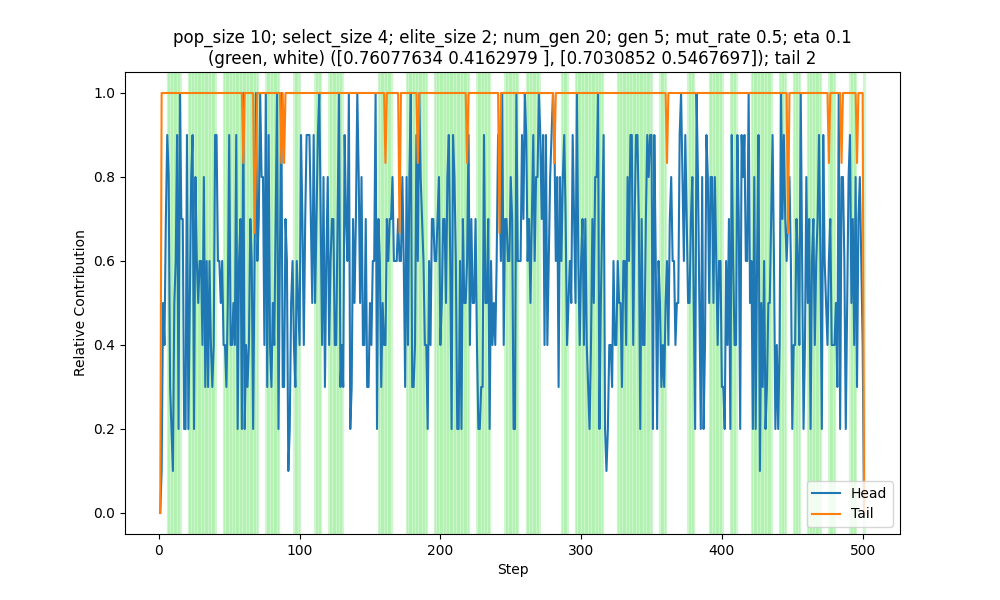 pop_size 10; select_size 4; elite_size 2; num_gen 20; gen 5; mut_rate 0.5; eta 0.1
(green, white) ([0.76077634 0.4162979 ], [0.7030852 0.5467697]); tail 2
Relative Contribution
1.0
0.8
0.6
0.4
0.2
0.0
0
100
200
300
400
500
Step
Head
Tail